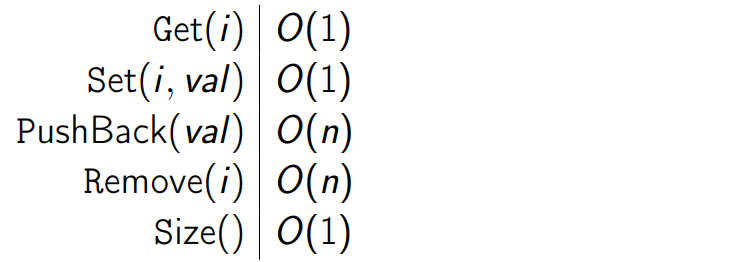 Get(i) O(1)
Set(i, val) O(1)
PushBack(val) O(n)
Remove(i) O(n)
Size() O(1)